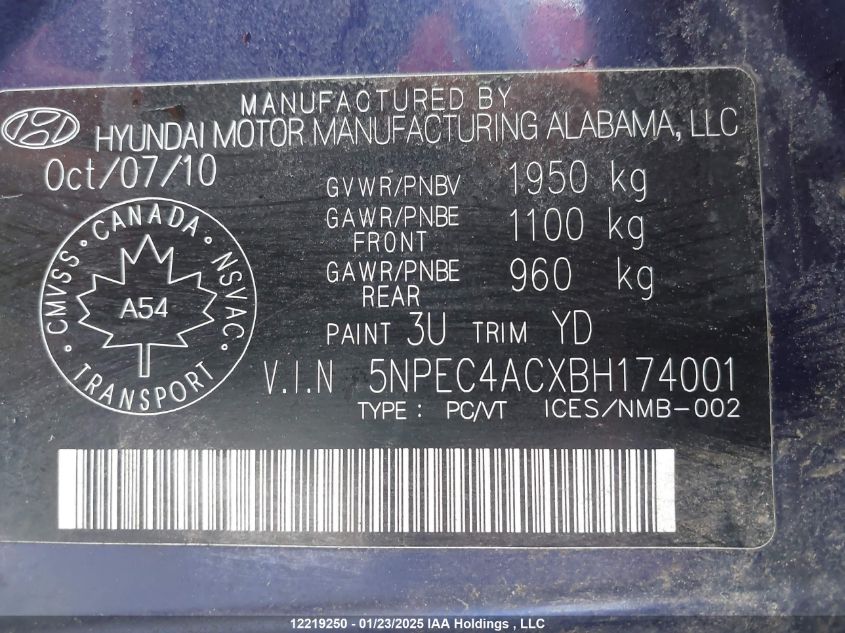 MANUFACTURED BY
HYUNDAI MOTOR MANUFACTURING ALABAMA, LLC
Oct/07/10
GVWR/PNBV 1950 kg
GAWR/PNBE FRONT 1100 kg
GAWR/PNBE REAR 960 kg
CANADA · NSVAC · TRANSPORT · CMVSS ·
A54
PAINT 3U TRIM YD
V.I.N 5NPEC4ACXBH174001
TYPE : PC/VT ICES/NMB-002
12219250 - 01/23/2025 IAA Holdings , LLC